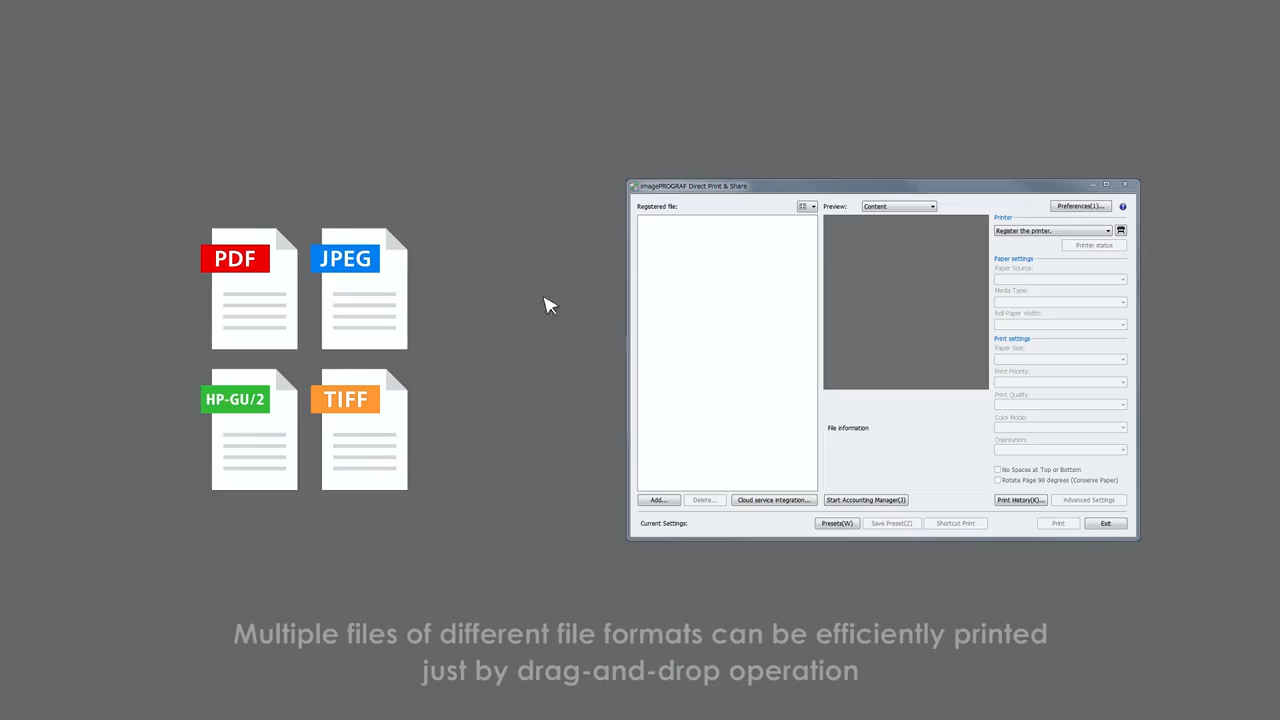 PDF
JPEG
HP-GU/2
TIFF
imagePROGRAF Direct Print & Share
Registered file:
Preview:
Content
Preferences(1)...
Printer
Register the printer.
Printer status
Paper settings
Paper Source:
Media Type:
Roll Paper Width:
Print settings
Paper Size:
Print Priority:
Print Quality:
Color Mode:
Orientation:
File information
No Spaces at Top or Bottom
Rotate Page 90 degrees (Conserve Paper)
Add...
Delete...
Cloud service integration...
Start Accounting Manager(J)
Print History(K)...
Advanced Settings
Current Settings:
Presets(W)
Save Preset(Z)
Shortcut Print
Print
Exit
Multiple files of different file formats can be efficiently printed
just by drag-and-drop operation